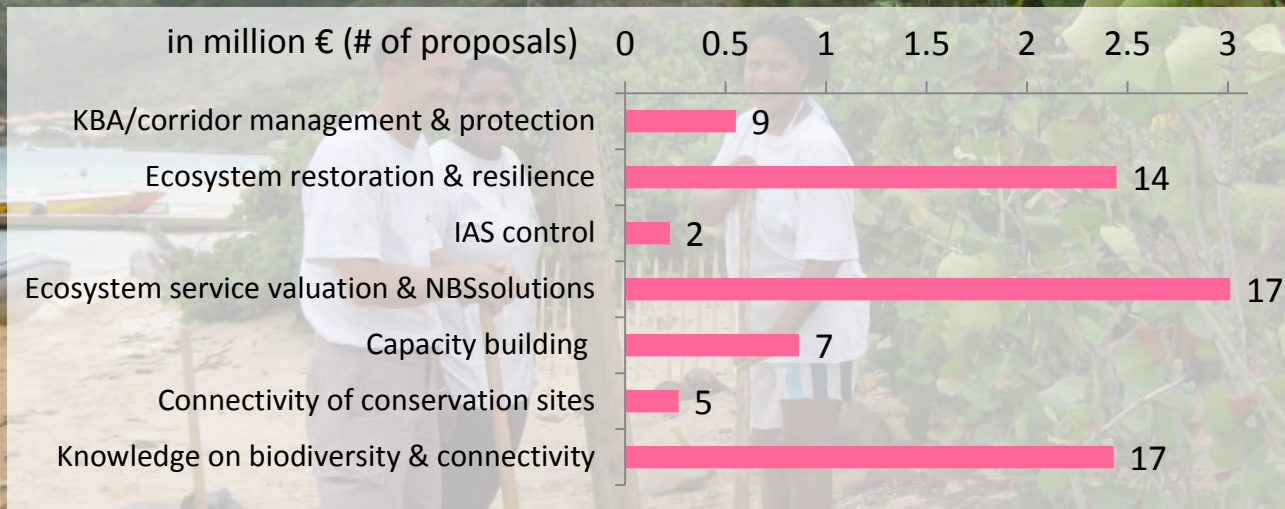 in million € (# of proposals) 0 0.5 1 1.5 2 2.5 3
KBA/corridor management & protection 9
Ecosystem restoration & resilience 14
IAS control 2
Ecosystem service valuation & NBSsolutions 17
Capacity building 7
Connectivity of conservation sites 5
Knowledge on biodiversity & connectivity 17